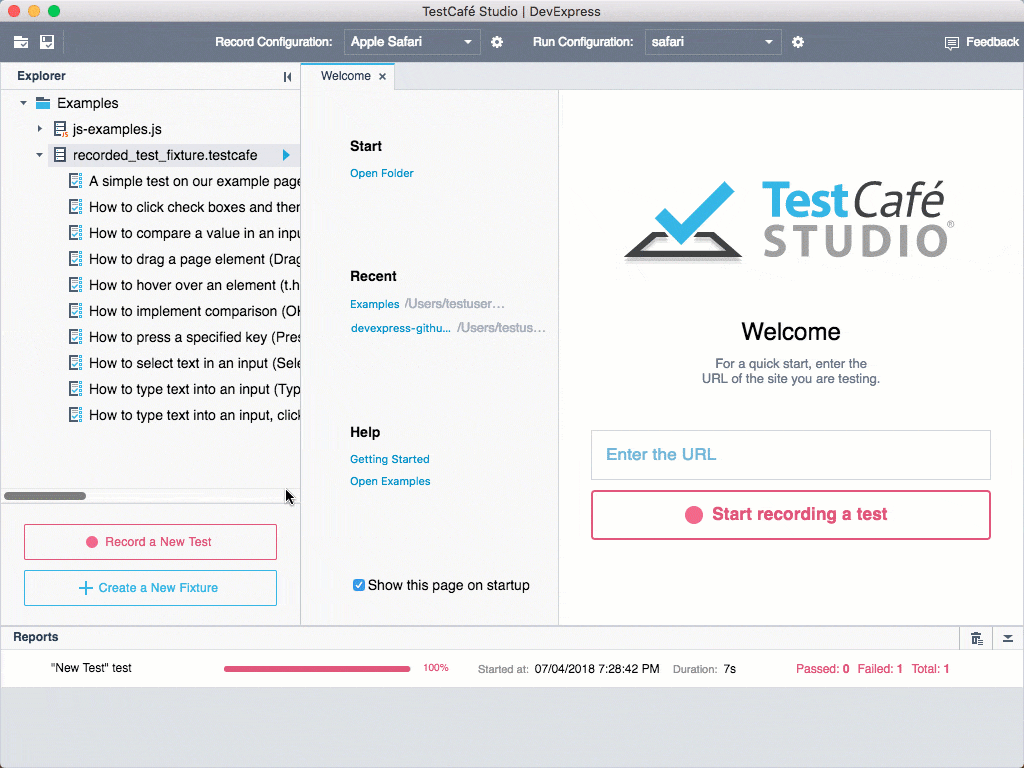 TestCafé Studio | DevExpress
Record Configuration: Apple Safari Run Configuration: safari Feedback
Explorer
Welcome ×
Examples
js-examples.js
recorded_test_fixture.testcafe
A simple test on our example page
How to click check boxes and then
How to compare a value in an inpu
How to drag a page element (Drag
How to hover over an element (t.h
How to implement comparison (OK
How to press a specified key (Pres
How to select text in an input (Sele
How to type text into an input (Typ
How to type text into an input, click
Record a New Test
Create a New Fixture
Start
Open Folder
Recent
Examples /Users/testuser...
devexpress-githu... /Users/testus...
Help
Getting Started
Open Examples
Show this page on startup
TestCafé
STUDIO®
Welcome
For a quick start, enter the
URL of the site you are testing.
Enter the URL
Start recording a test
Reports
"New Test" test 100% Started at: 07/04/2018 7:28:42 PM Duration: 7s Passed: 0 Failed: 1 Total: 1